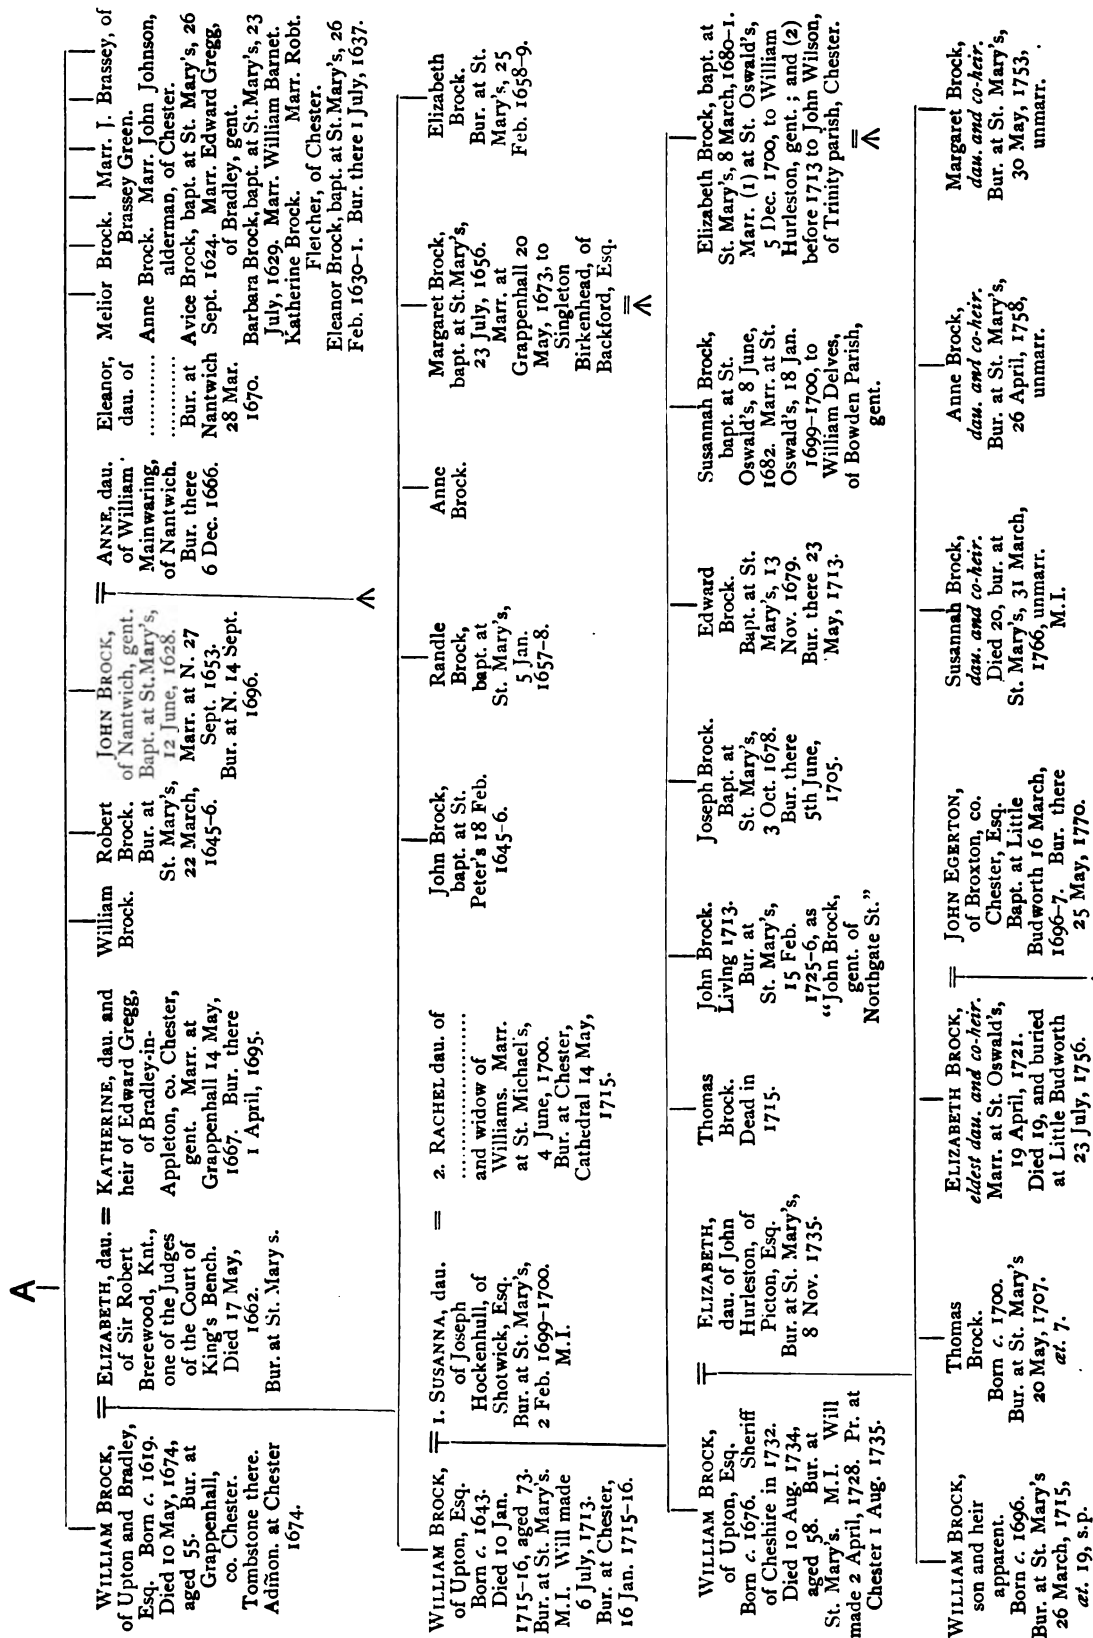 A
WILLIAM BROCK,
of Upton and Bradley,
Esq. Born c. 1619.
Died 10 May, 1674,
aged 55. Bur. at
Grappenhall,
co. Chester.
Tombstone there.
Admon. at Chester
1674.
= ELIZABETH, dau.
of Sir Robert
Brerewood, Knt.,
one of the Judges
of the Court of
King's Bench.
Died 17 May,
1662.
Bur. at St. Mary s.
= KATHERINE, dau. and
heir of Edward Gregg,
of Bradley-in-
Appleton, co. Chester,
gent. Marr. at
Grappenhall 14 May,
1667. Bur. there
1 April, 1695.
William
Brock.
Robert
Brock.
Bur. at
St. Mary's,
22 March,
1645-6.
JOHN BROCK,
of Nantwich, gent.
Bapt. at St. Mary's,
12 June, 1628.
Marr. at N. 27
Sept. 1653.
Bur. at N. 14 Sept.
1696.
= ANNE, dau.
of William
Mainwaring,
of Nantwich.
Bur. there
6 Dec. 1666.
Eleanor,
dau. of
............
............
Bur. at
Nantwich
28 Mar.
1670.
Melior Brock. Marr. J. Brassey, of
Brassey Green.
Anne Brock. Marr. John Johnson,
alderman, of Chester.
Avice Brock, bapt. at St. Mary's, 26
Sept. 1624. Marr. Edward Gregg,
of Bradley, gent.
Barbara Brock, bapt. at St. Mary's, 23
July, 1629. Marr. William Barnet.
Katherine Brock. Marr. Robt.
Fletcher, of Chester.
Eleanor Brock, bapt. at St. Mary's, 26
Feb. 1630-1. Bur. there 1 July, 1637.
WILLIAM BROCK,
of Upton, Esq.
Born c. 1643.
Died 10 Jan.
1715-16, aged 73.
Bur. at St. Mary's.
M.I. Will made
6 July, 1713.
Bur. at Chester,
16 Jan. 1715-16.
= 1. SUSANNA, dau.
of Joseph
Hockenhull, of
Shotwick, Esq.
Bur. at St. Mary's,
2 Feb. 1699-1700.
M.I.
= 2. RACHEL dau. of
..................
and widow of
Williams. Marr.
at St. Michael's,
4 June, 1700.
Bur. at Chester,
Cathedral 14 May,
1715.
John Brock,
bapt. at St.
Peter's 18 Feb.
1645-6.
Randle
Brock,
bapt. at
St. Mary's,
5 Jan.
1657-8.
Anne
Brock.
Margaret Brock,
bapt. at St. Mary's,
23 July, 1656.
Marr. at
Grappenhall 20
May, 1673, to
Singleton
Birkenhead, of
Backford, Esq.
=
Elizabeth
Brock.
Bur. at St.
Mary's, 25
Feb. 1658-9.
WILLIAM BROCK,
of Upton, Esq.
Born c. 1676. Sheriff
of Cheshire in 1732.
Died 10 Aug. 1734,
aged 58. Bur. at
St. Mary's. M.I. Will
made 2 April, 1728. Pr. at
Chester 1 Aug. 1735.
= ELIZABETH,
dau. of John
Hurleston, of
Picton, Esq.
Bur. at St. Mary's,
8 Nov. 1735.
Thomas
Brock.
Dead in
1715.
John Brock.
Living 1713.
Bur. at
St. Mary's,
15 Feb.
1725-6, as
"John Brock,
gent. of
Northgate St."
Joseph Brock.
Bapt. at
St. Mary's,
3 Oct. 1678.
Bur. there
5th June,
1705.
Edward
Brock.
Bapt. at St.
Mary's, 13
Nov. 1679.
Bur. there 23
May, 1713.
Susannah Brock,
bapt. at St.
Oswald's, 8 June,
1682. Marr. at St.
Oswald's, 18 Jan.
1699-1700, to
William Delves,
of Bowden Parish,
gent.
Elizabeth Brock, bapt. at
St. Mary's, 8 March, 1680-1.
Marr. (1) at St. Oswald's,
5 Dec. 1700, to William
Hurleston, gent.; and (2)
before 1713 to John Wilson,
of Trinity parish, Chester.
=
WILLIAM BROCK,
son and heir
apparent.
Born c. 1696.
Bur. at St. Mary's
26 March, 1715,
æt. 19, s.p.
Thomas
Brock.
Born c. 1700.
Bur. at St. Mary's
20 May, 1707.
æt. 7.
ELIZABETH BROCK,
eldest dau. and co-heir.
Marr. at St. Oswald's,
19 April, 1721.
Died 19, and buried
at Little Budworth
23 July, 1756.
= JOHN EGERTON,
of Broxton, co.
Chester, Esq.
Bapt. at Little
Budworth 16 March,
1696-7. Bur. there
25 May, 1770.
Susannah Brock,
dau. and co-heir.
Died 20, bur. at
St. Mary's, 31 March,
1766, unmarr.
M.I.
Anne Brock,
dau. and co-heir.
Bur. at St. Mary's,
26 April, 1758,
unmarr.
Margaret Brock,
dau. and co-heir.
Bur. at St. Mary's,
30 May, 1753,
unmarr.